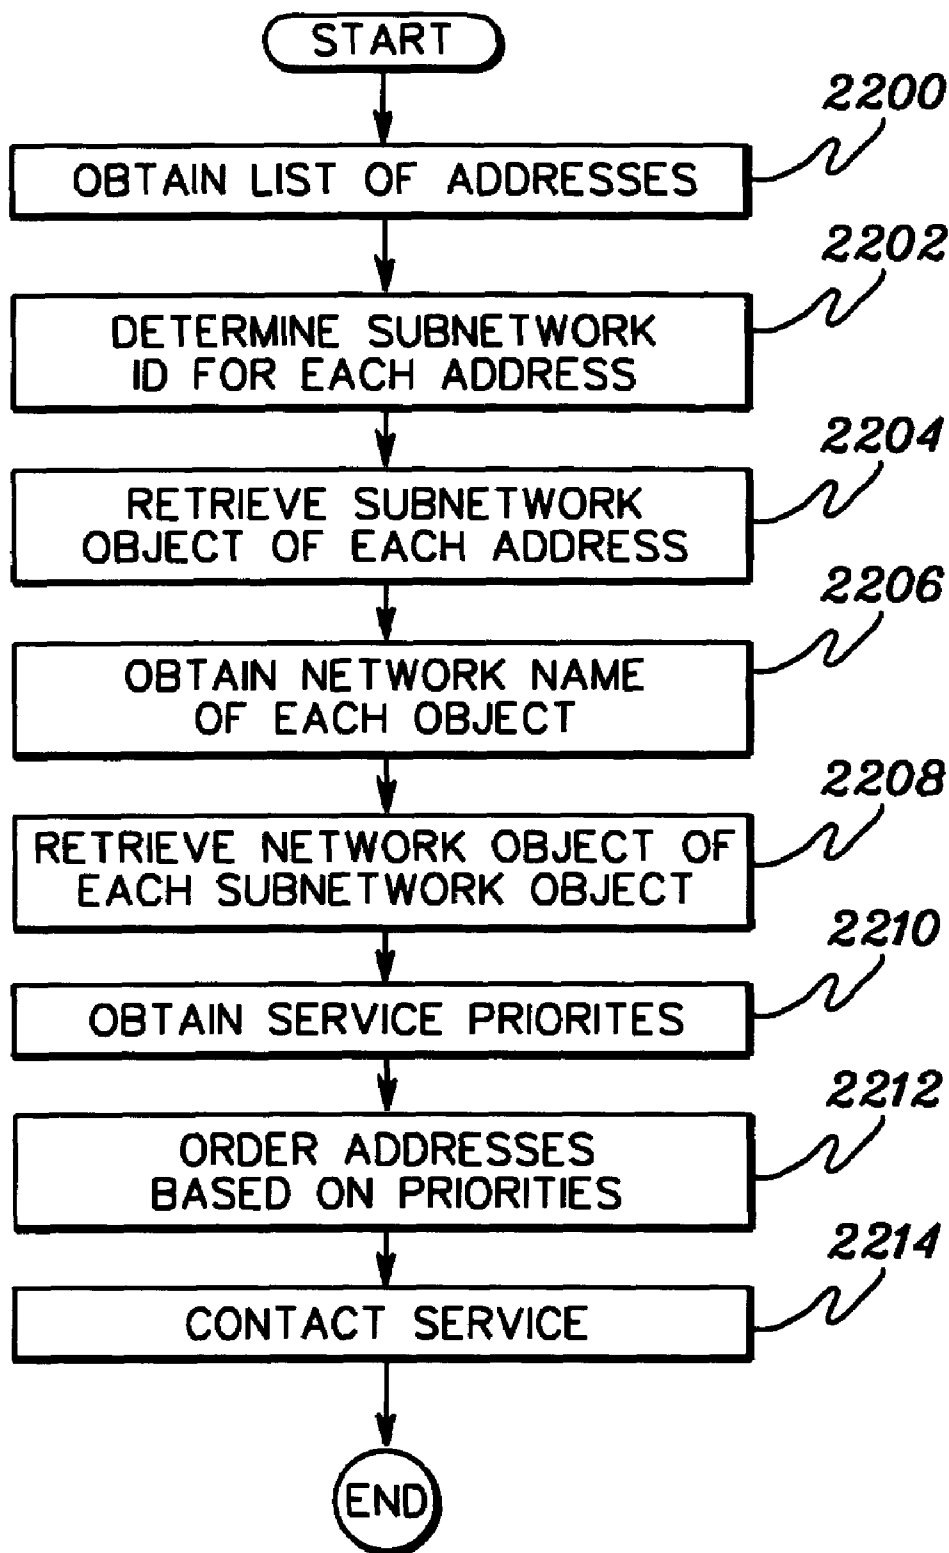 START
2200
OBTAIN LIST OF ADDRESSES
2202
DETERMINE SUBNETWORK
ID FOR EACH ADDRESS
2204
RETRIEVE SUBNETWORK
OBJECT OF EACH ADDRESS
2206
OBTAIN NETWORK NAME
OF EACH OBJECT
2208
RETRIEVE NETWORK OBJECT OF
EACH SUBNETWORK OBJECT
2210
OBTAIN SERVICE PRIORITES
2212
ORDER ADDRESSES
BASED ON PRIORITIES
2214
CONTACT SERVICE
END